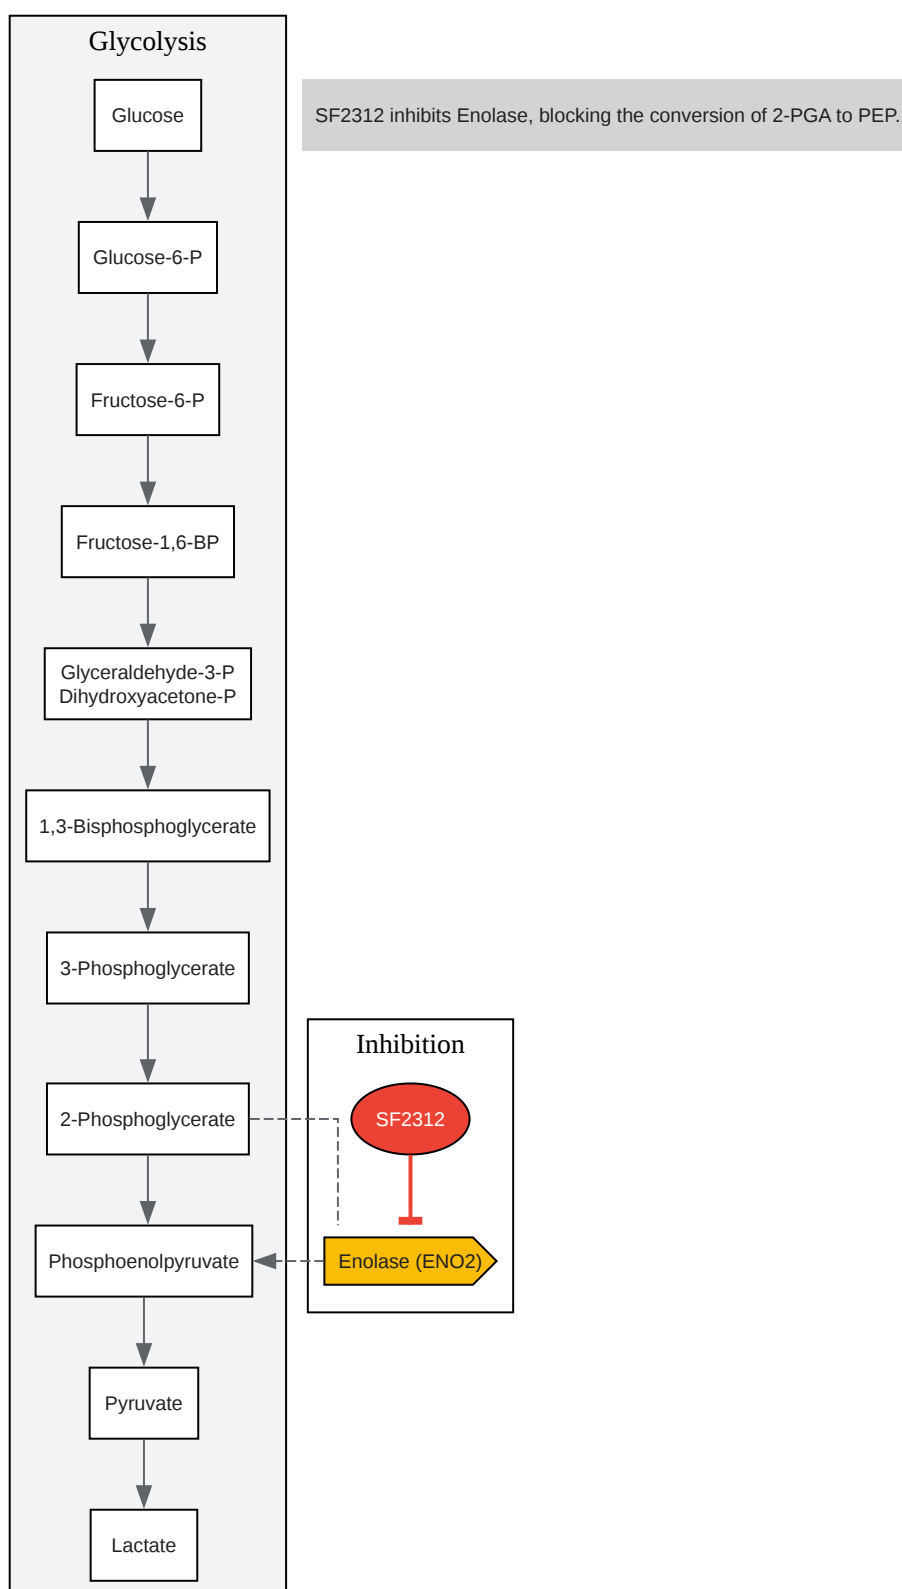 Glycolysis
Glucose
SF2312 inhibits Enolase, blocking the conversion of 2-PGA to PEP.
Glucose-6-P
Fructose-6-P
Fructose-1,6-BP
Glyceraldehyde-3-P
Dihydroxyacetone-P
1,3-Bisphosphoglycerate
3-Phosphoglycerate
Inhibition
2-Phosphoglycerate
SF2312
Phosphoenolpyruvate
Enolase (ENO2)
Pyruvate
Lactate